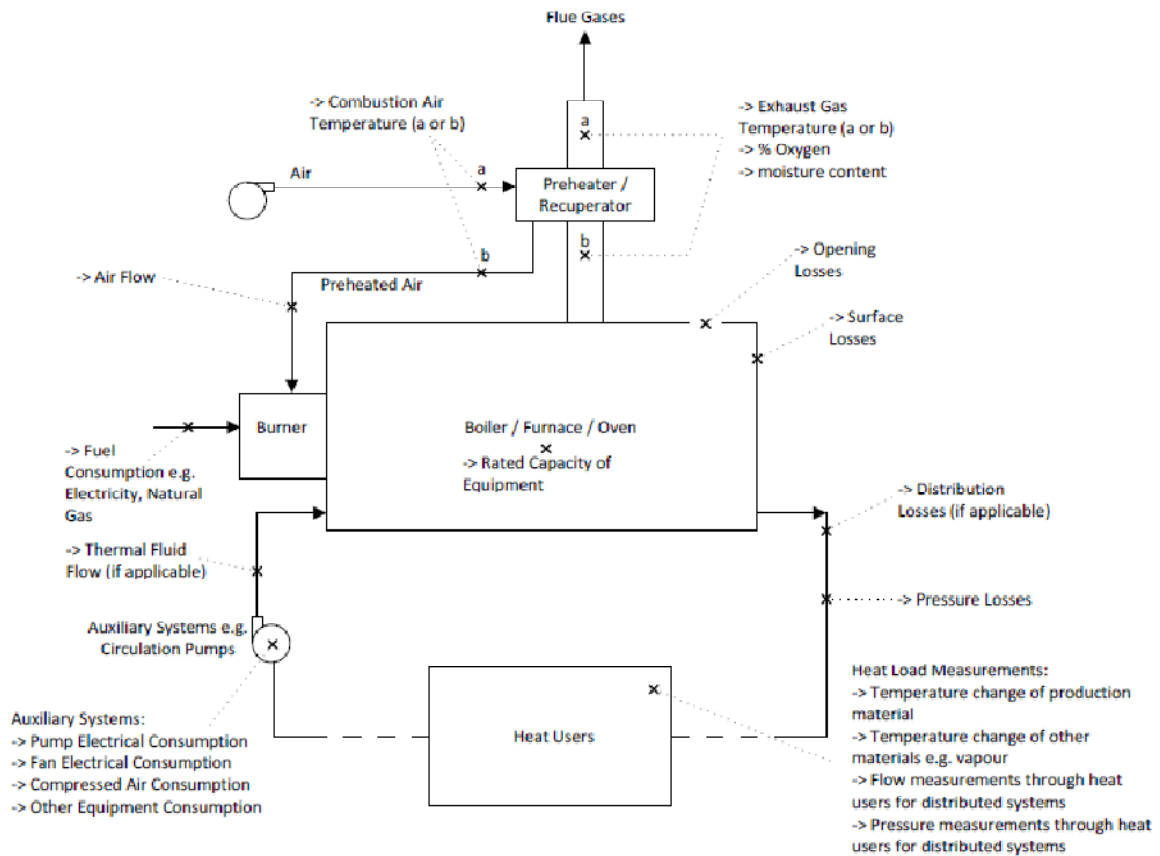 Flue Gases
-> Combustion Air
Temperature (a or b)
-> Exhaust Gas
Temperature (a or b)
-> % Oxygen
-> moisture content
a
Air
a
Preheater /
Recuperator
b
b
-> Opening
Losses
-> Air Flow
Preheated Air
-> Surface
Losses
Burner
Boiler / Furnace / Oven
-> Rated Capacity of
Equipment
-> Fuel
Consumption e.g.
Electricity, Natural
Gas
-> Distribution
Losses (if applicable)
-> Thermal Fluid
Flow (if applicable)
-> Pressure Losses
Auxiliary Systems e.g.
Circulation Pumps
Heat Load Measurements:
-> Temperature change of production
material
-> Temperature change of other
materials e.g. vapour
-> Flow measurements through heat
users for distributed systems
-> Pressure measurements through heat
users for distributed systems
Heat Users
Auxiliary Systems:
-> Pump Electrical Consumption
-> Fan Electrical Consumption
-> Compressed Air Consumption
-> Other Equipment Consumption